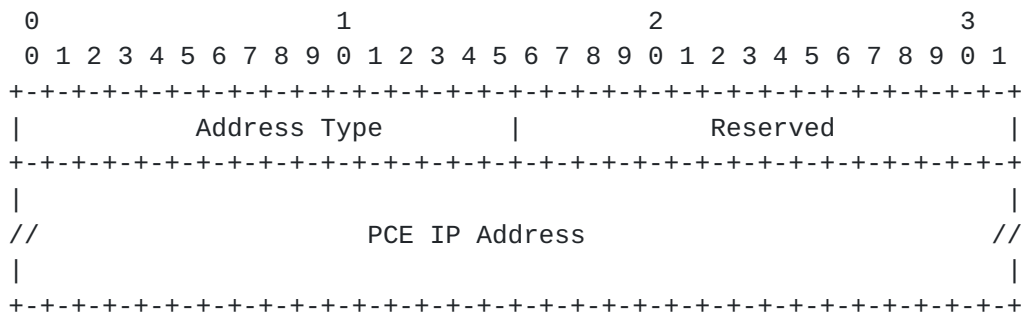 0                   1                   2                   3
 0 1 2 3 4 5 6 7 8 9 0 1 2 3 4 5 6 7 8 9 0 1 2 3 4 5 6 7 8 9 0 1
+-+-+-+-+-+-+-+-+-+-+-+-+-+-+-+-+-+-+-+-+-+-+-+-+-+-+-+-+-+-+-+-+
|           Address Type        |            Reserved           |
+-+-+-+-+-+-+-+-+-+-+-+-+-+-+-+-+-+-+-+-+-+-+-+-+-+-+-+-+-+-+-+-+
|                                                               |
//                     PCE IP Address                          //
|                                                               |
+-+-+-+-+-+-+-+-+-+-+-+-+-+-+-+-+-+-+-+-+-+-+-+-+-+-+-+-+-+-+-+-+